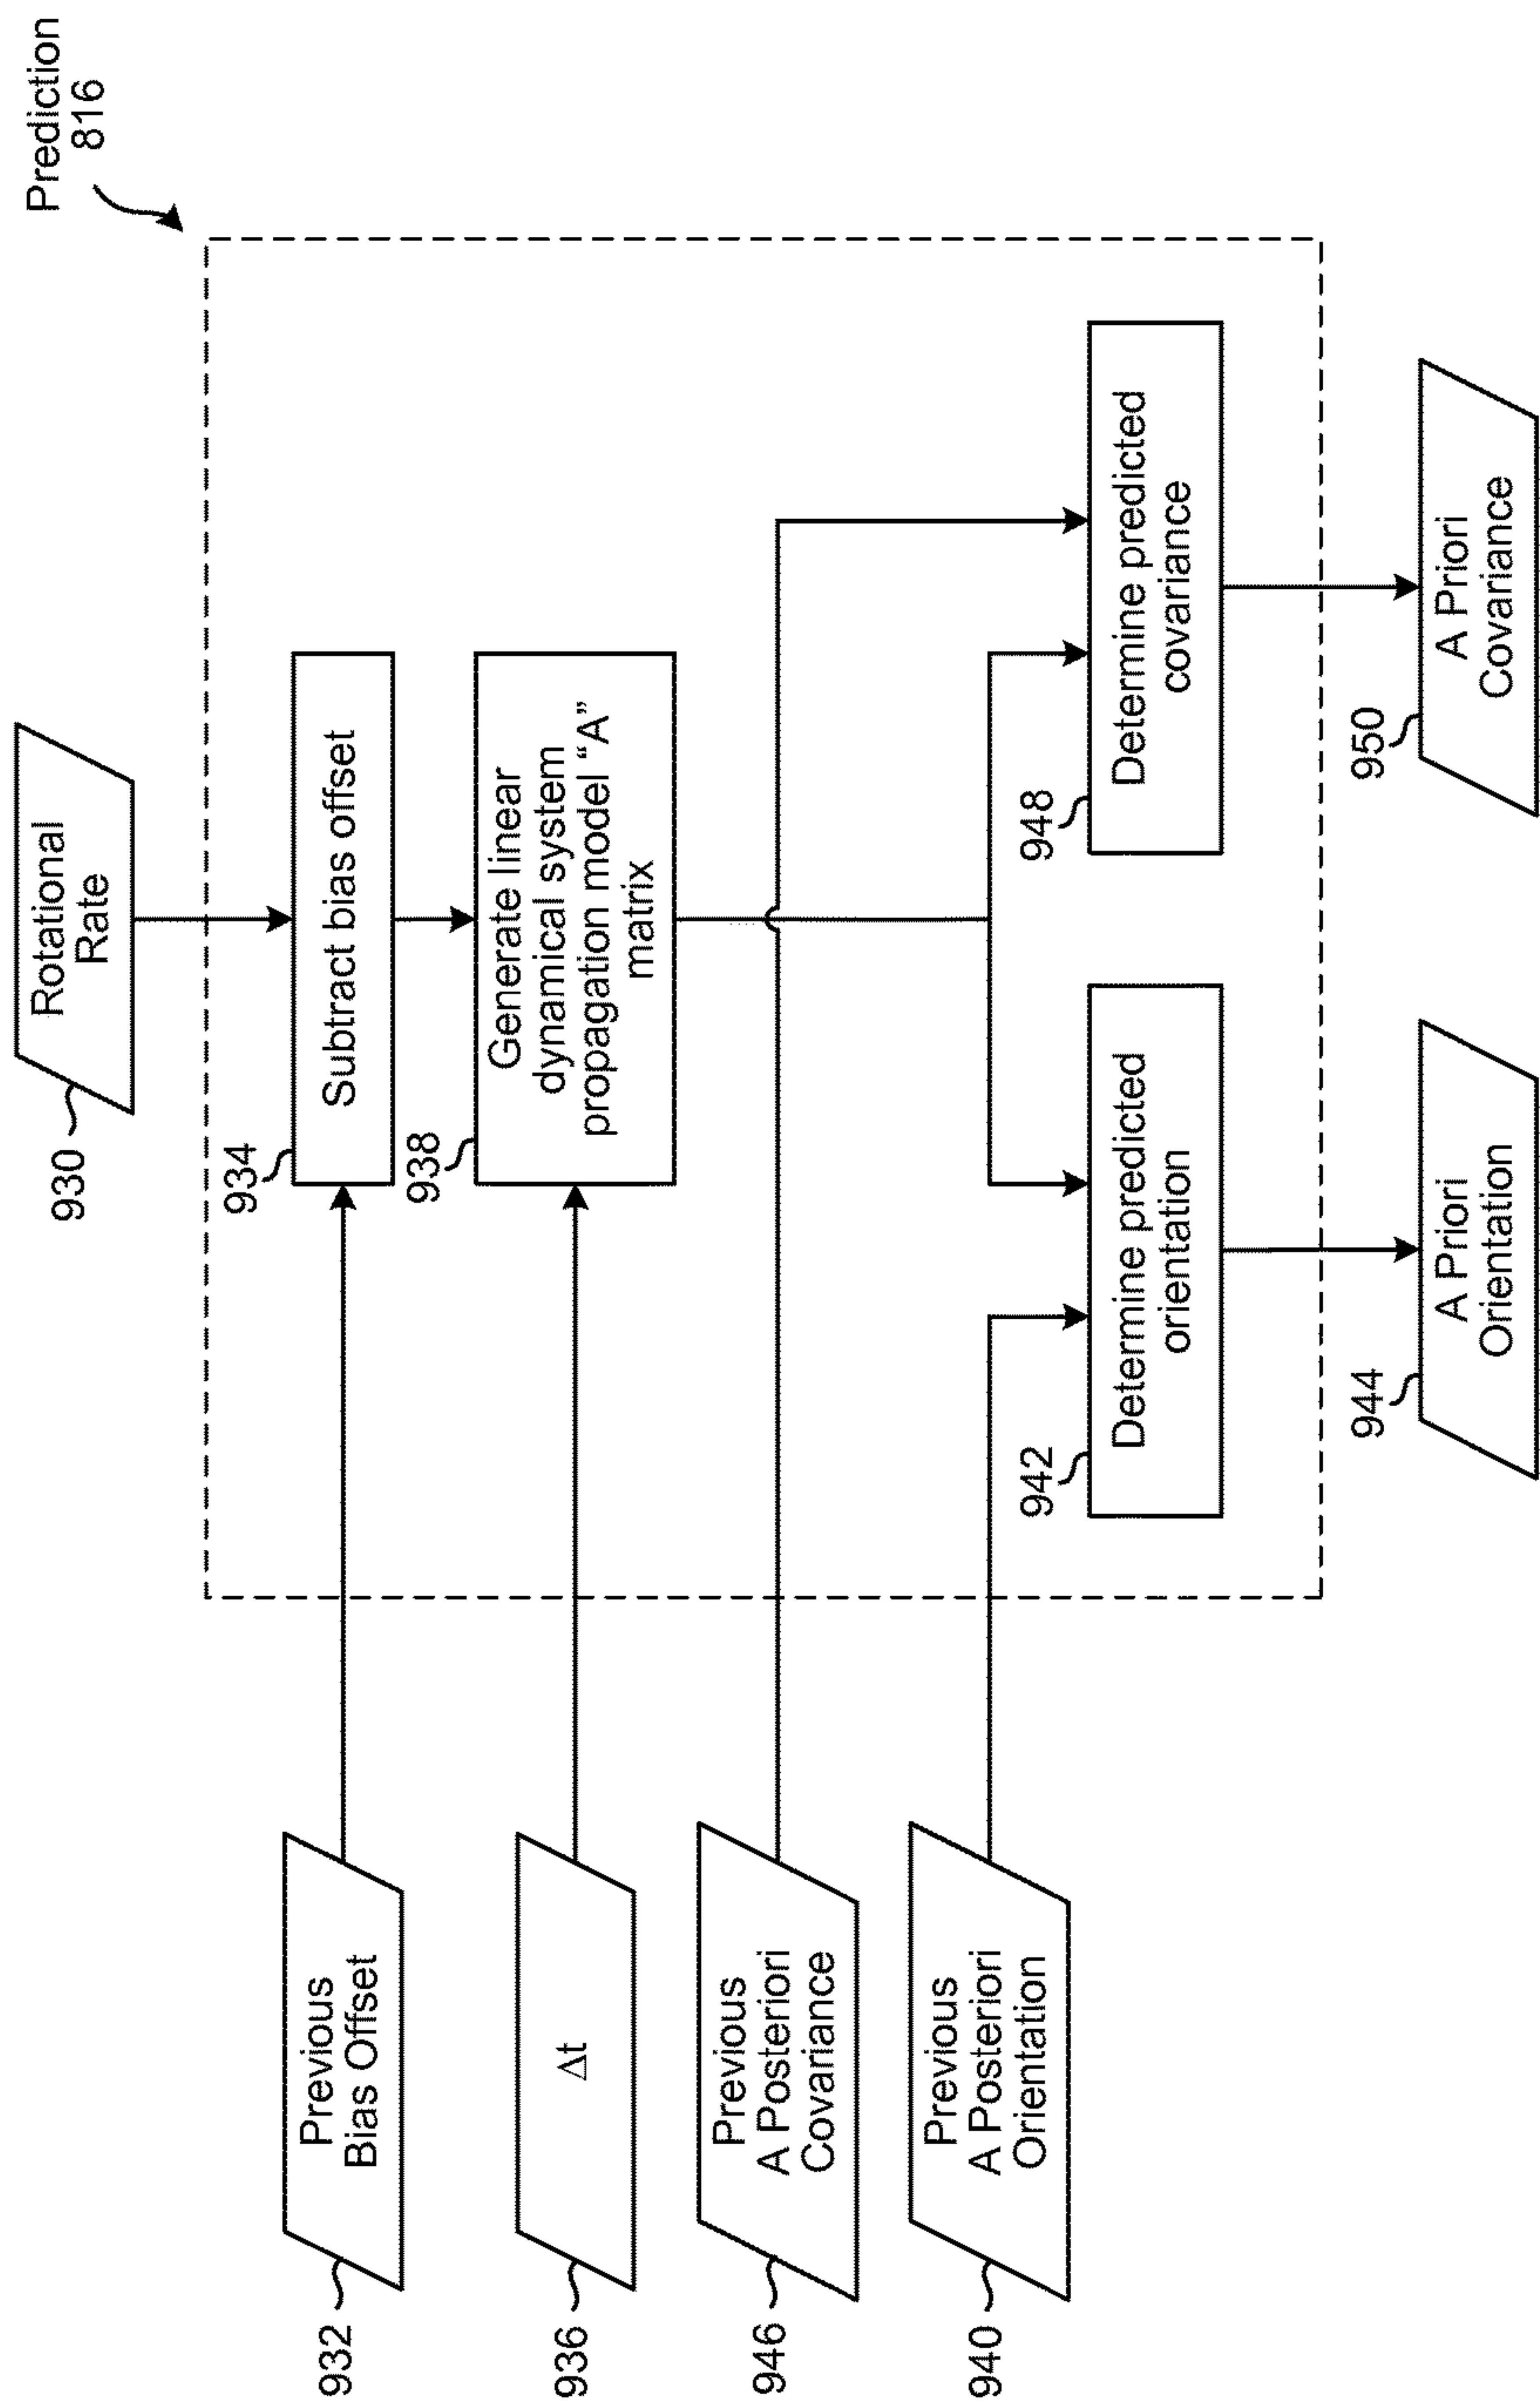 Prediction
816
Rotational
Rate
930
Previous
Bias Offset
932
934
Subtract bias offset
Δt
936
938
Generate linear
dynamical system
propagation model “A”
matrix
Previous
A Posteriori
Covariance
946
Previous
A Posteriori
Orientation
940
942
Determine predicted
orientation
948
Determine predicted
covariance
944
A Priori
Orientation
950
A Priori
Covariance